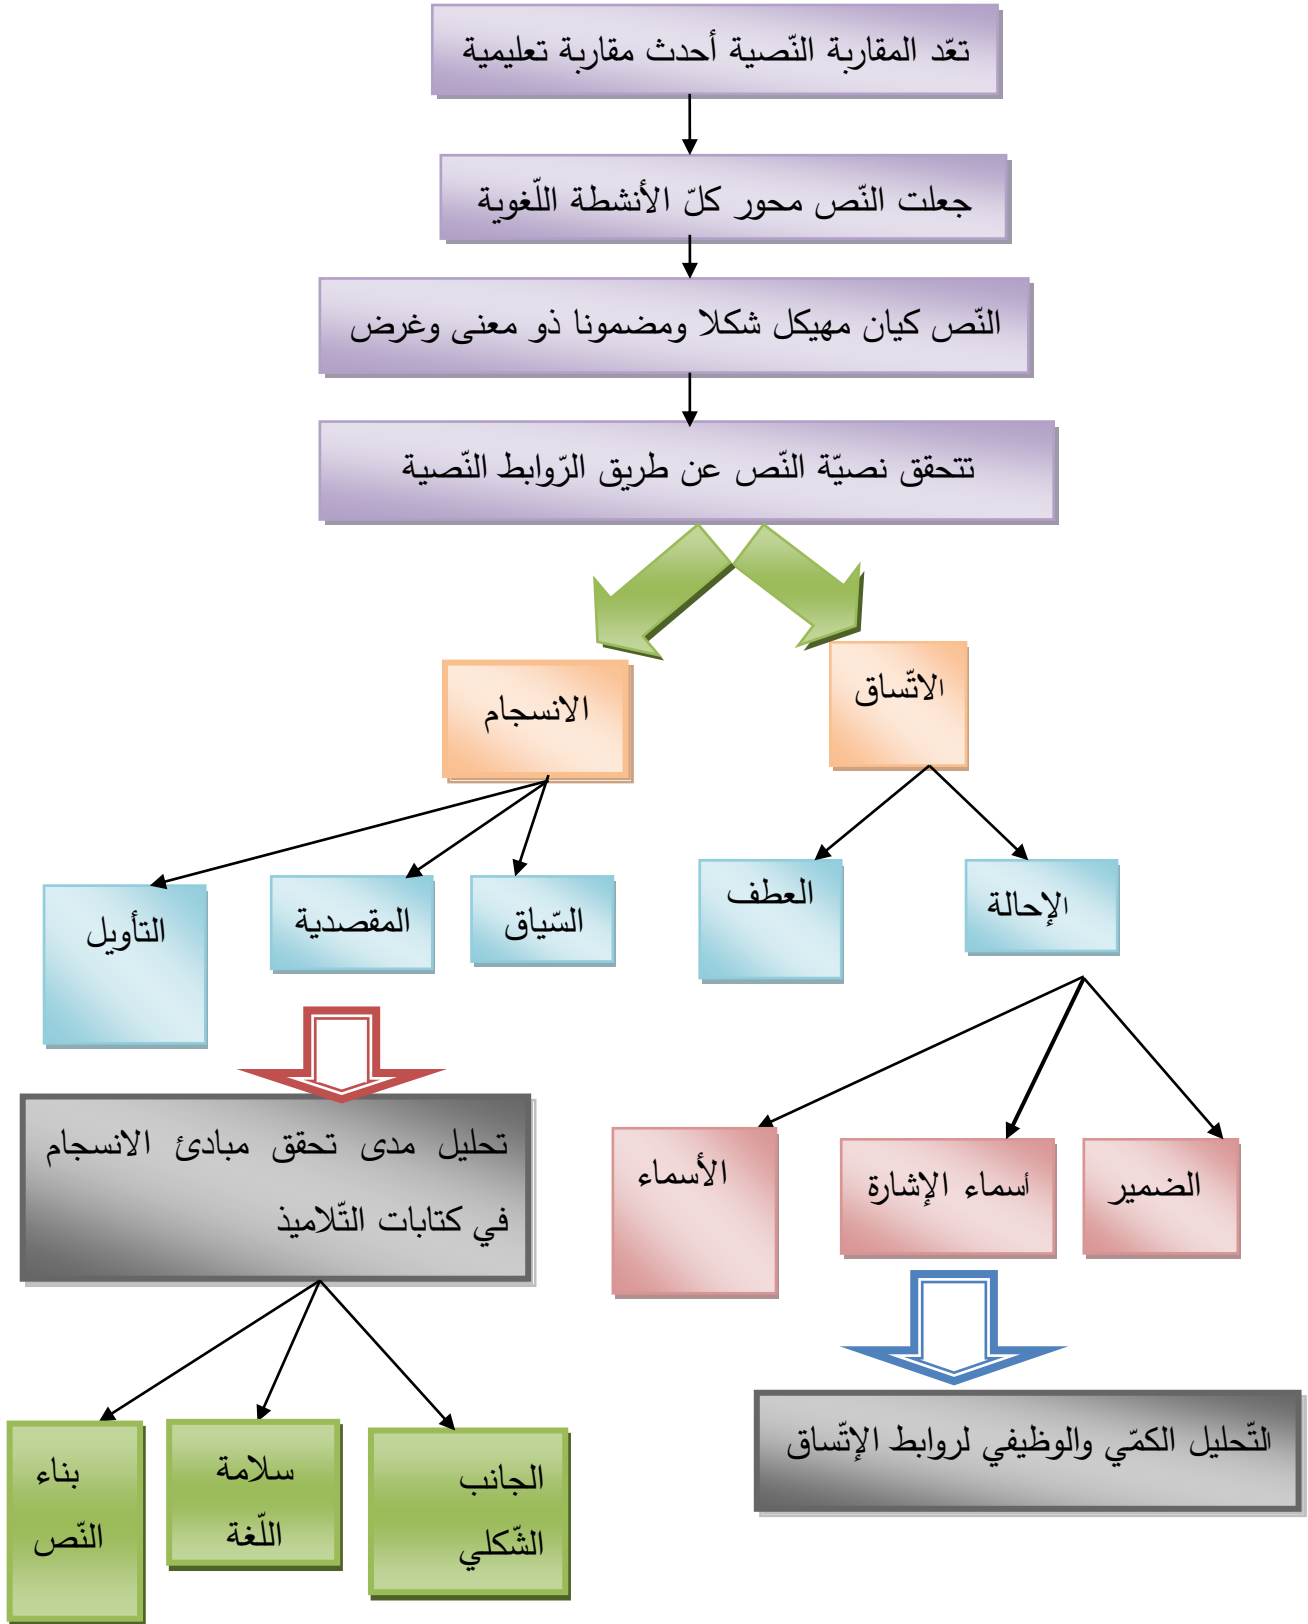 تعّد المقاربة النّصية أحدث مقاربة تعليمية
جعلت النّص محور كلّ الأنشطة اللّغوية
النّص كيان مهيكل شكلا ومضمونا ذو معنى وغرض
تتحقق نصيّة النّص عن طريق الرّوابط النّصية
الاتّساق
الانسجام
الإحالة
العطف
السّياق
المقصدية
التأويل
الضمير
أسماء الإشارة
الأسماء
تحليل مدى تحقق مبادئ الانسجام
في كتابات التّلاميذ
التّحليل الكمّي والوظيفي لروابط الإتّساق
الجانب
الشّكلي
سلامة
اللّغة
بناء
النّص